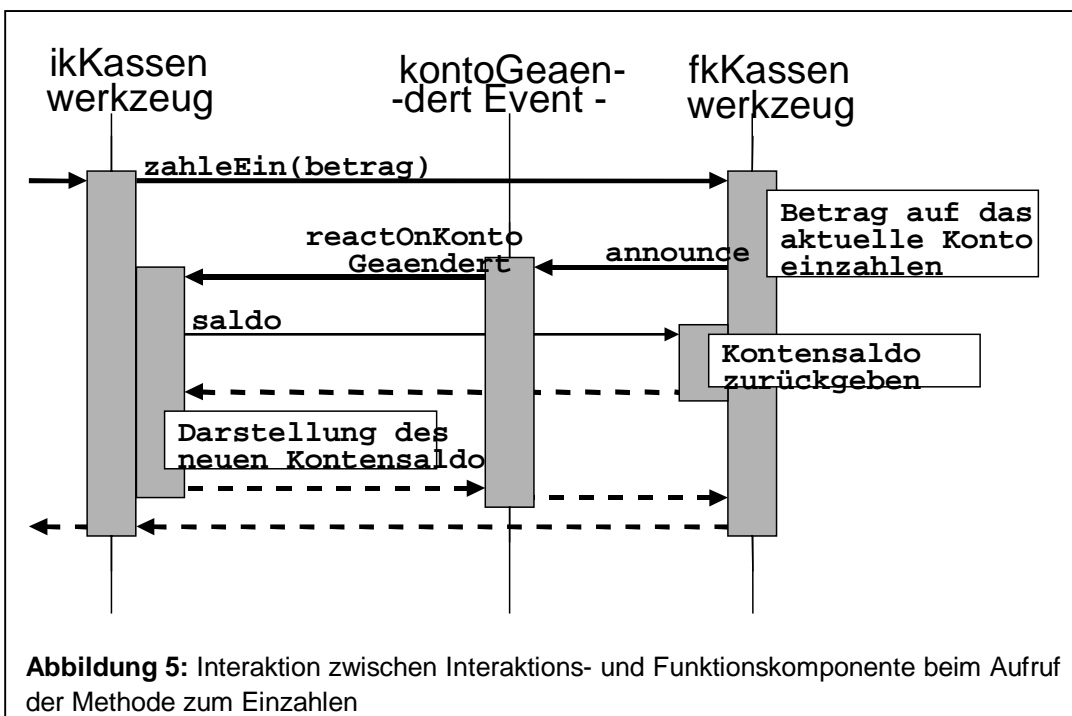 ikKassen
werkzeug
kontoGeaen-
-dert Event -
fkKassen
werkzeug
zahleEin(betrag)
Betrag auf das
aktuelle Konto
einzahlen
reactOnKonto
Geaendert
announce
saldo
Kontensaldo
zurückgeben
Darstellung des
neuen Kontensaldo
Abbildung 5: Interaktion zwischen Interaktions- und Funktionskomponente beim Aufruf
der Methode zum Einzahlen